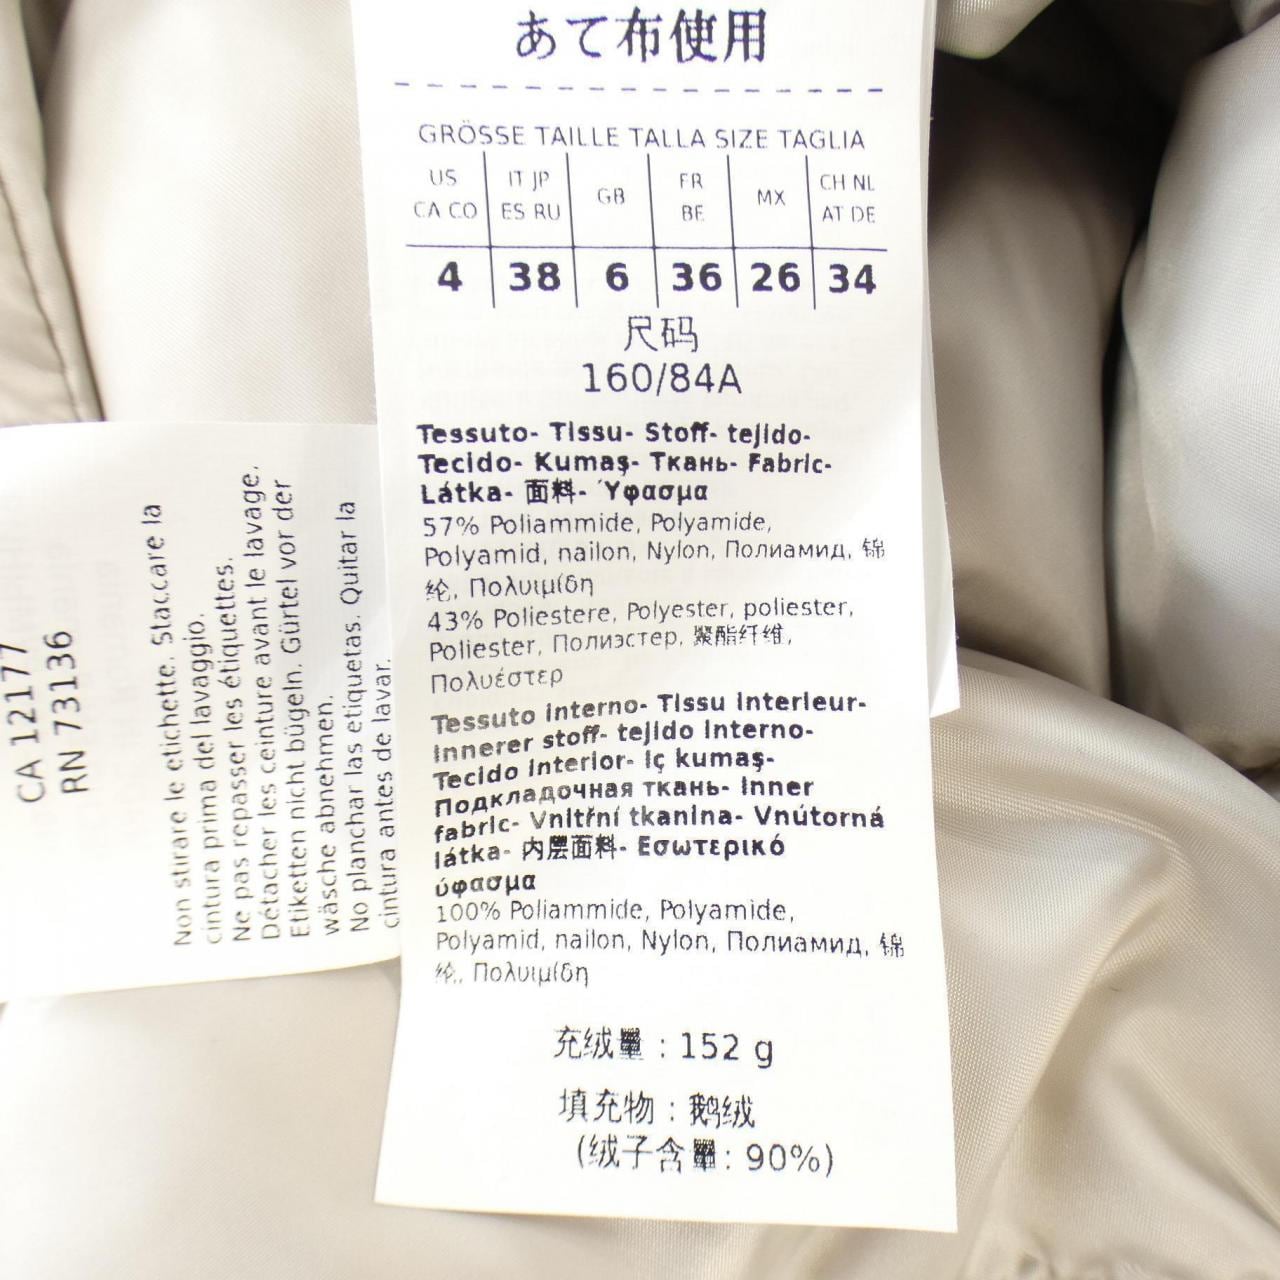 あて布使用
GRÖSSE TAILLE TALLA SIZE TAGLIA
US CA CO
IT JP ES RU
GB
FR BE
MX
CH NL AT DE
4 38 6 36 26 34
尺码
160/84A
Tessuto- Tissu- Stoff- tejido-
Tecido- Kumaş- Ткань- Fabric-
Látka- 面料- Ύφασμα
57% Poliammide, Polyamide,
Polyamid, nailon, Nylon, Полиамид, 锦
纶, Πολυιμίδη
43% Poliestere, Polyester, poliester,
Poliester, Полиэстер, 聚酯纤维,
Πολυέστερ
Tessuto interno- Tissu interieur-
Innerer stoff- tejido interno-
Tecido interior- iç kumaş-
Подкладочная ткань- Inner
fabric- Vnitřní tkanina- Vnútorná
látka- 内层面料- Εσωτερικό
ύφασμα
100% Poliammide, Polyamide,
Polyamid, nailon, Nylon, Полиамид, 锦
纶, Πολυιμίδη
充绒量 : 152 g
填充物 : 鹅绒
(绒子含量: 90%)
CA 12177
RN 73136
Non stirare le etichette. Staccare la
cintura prima del lavaggio.
Ne pas repasser les étiquettes.
Détacher les ceinture avant le lavage.
Etiketten nicht bügeln. Gürtel vor der
wäsche abnehmen.
No planchar las etiquetas. Quitar la
cintura antes de lavar.